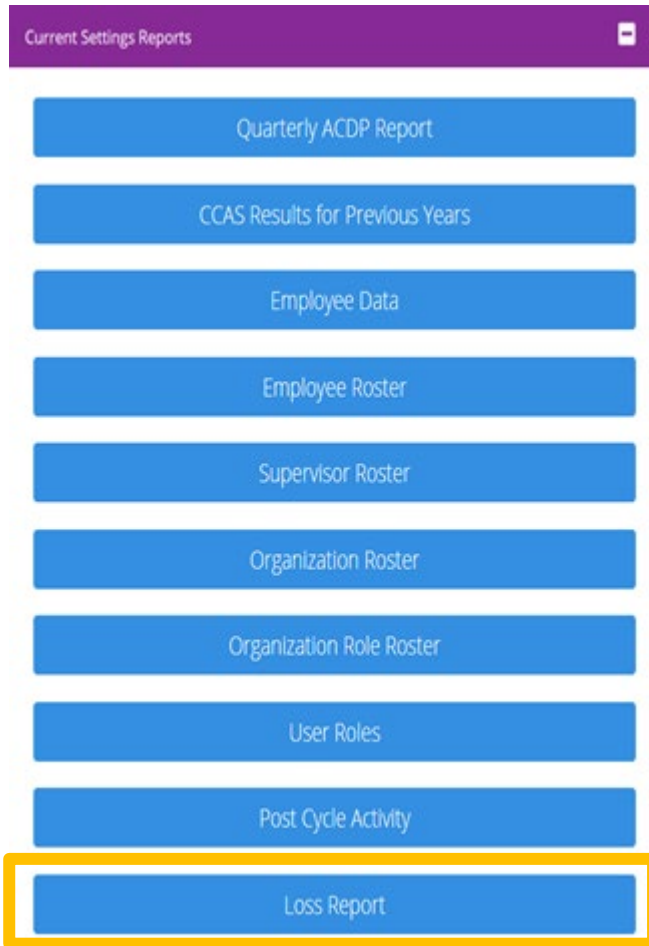 Current Settings Reports
Quarterly ACDP Report
CCAS Results for Previous Years
Employee Data
Employee Roster
Supervisor Roster
Organization Roster
Organization Role Roster
User Roles
Post Cycle Activity
Loss Report